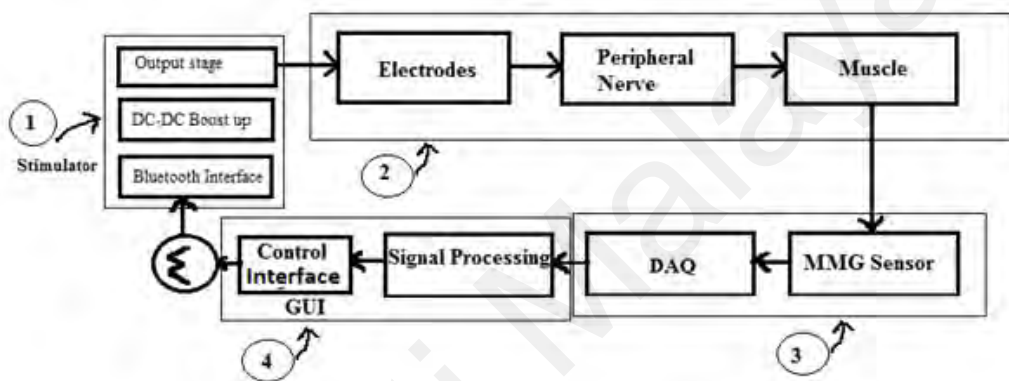 Output stage
DC-DC Boost up
Bluetooth Interface
1
Stimulator
Electrodes
Peripheral
Nerve
Muscle
2
Control
Interface
GUI
Signal Processing
DAQ
MMG Sensor
4
3